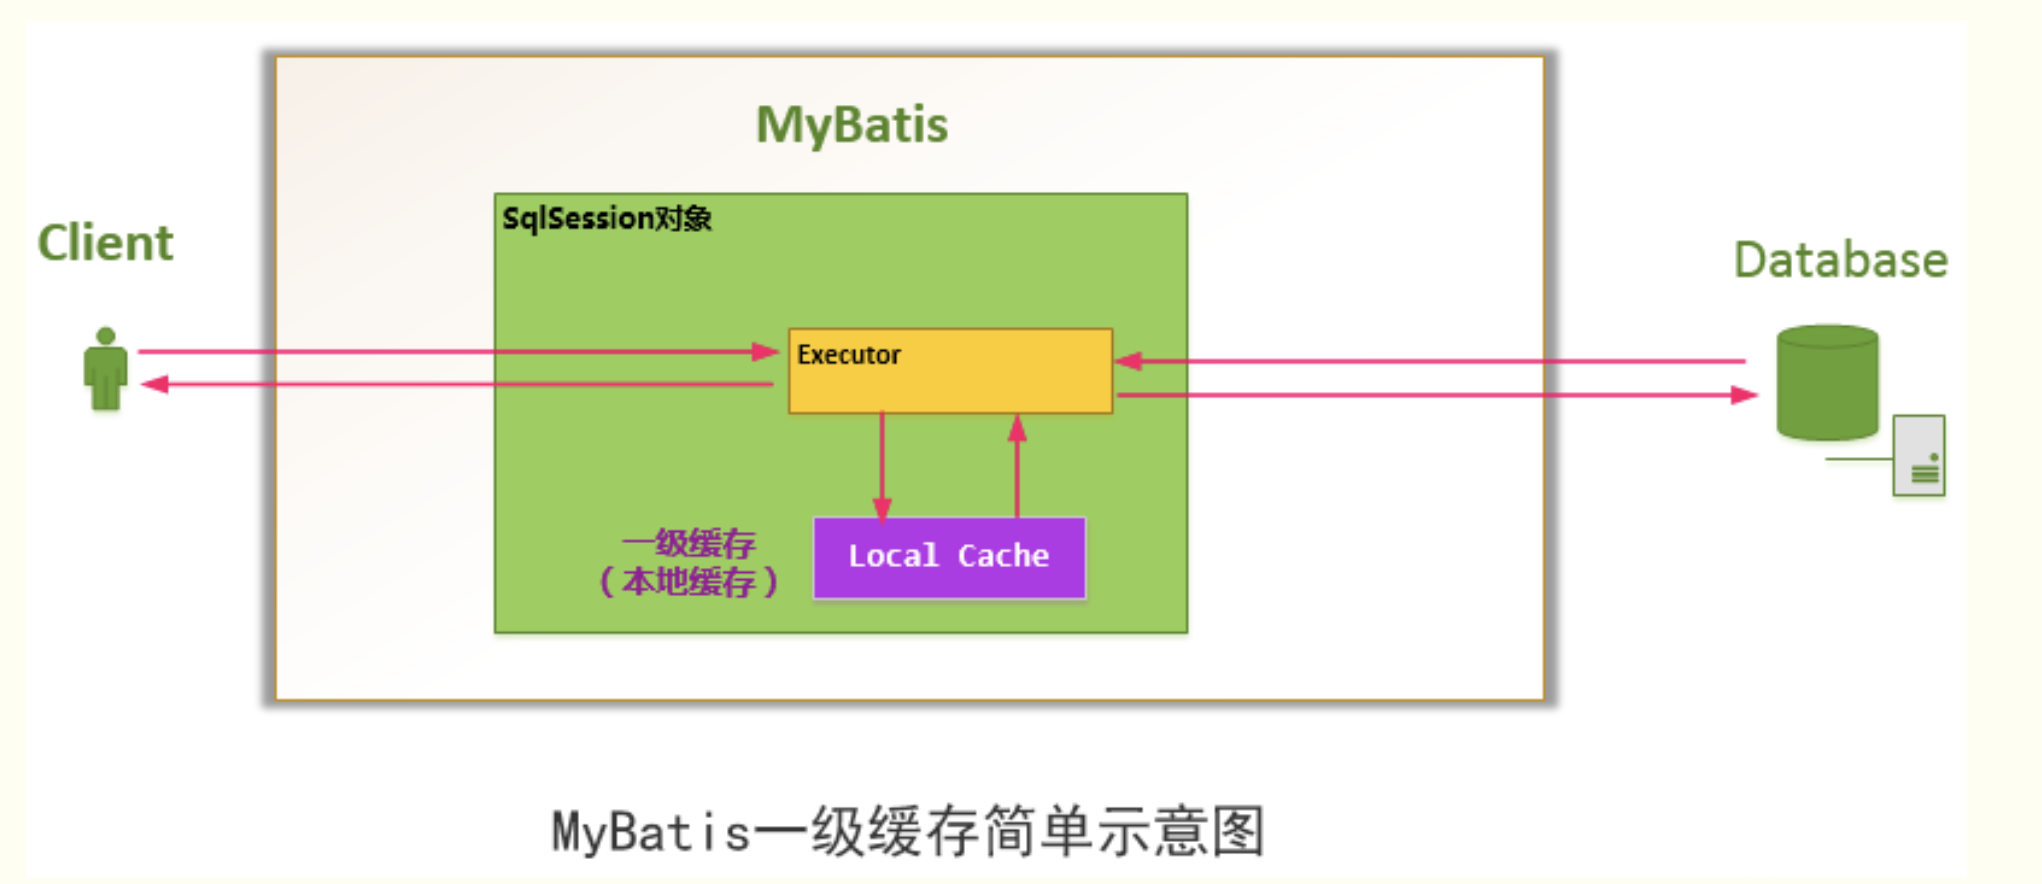 MyBatis
SqlSession对象
Client
Database
Executor
一级缓存
（本地缓存）
Local Cache
MyBatis一级缓存简单示意图